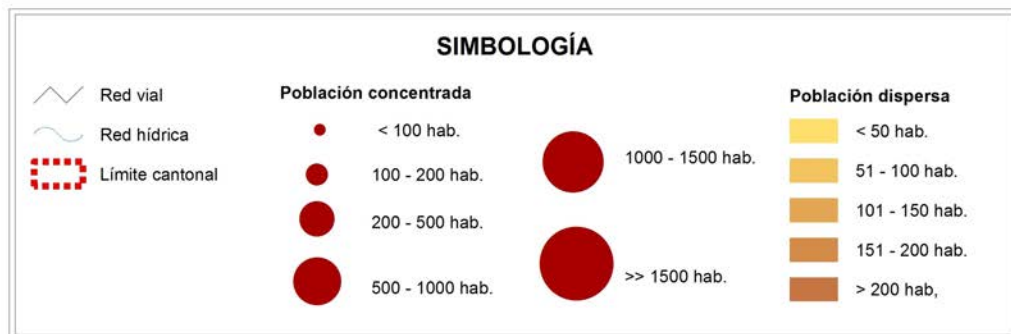 SIMBOLOGÍA
Red vial
Red hídrica
Límite cantonal
Población concentrada
< 100 hab.
100 - 200 hab.
200 - 500 hab.
500 - 1000 hab.
1000 - 1500 hab.
>> 1500 hab.
Población dispersa
< 50 hab.
51 - 100 hab.
101 - 150 hab.
151 - 200 hab.
> 200 hab,